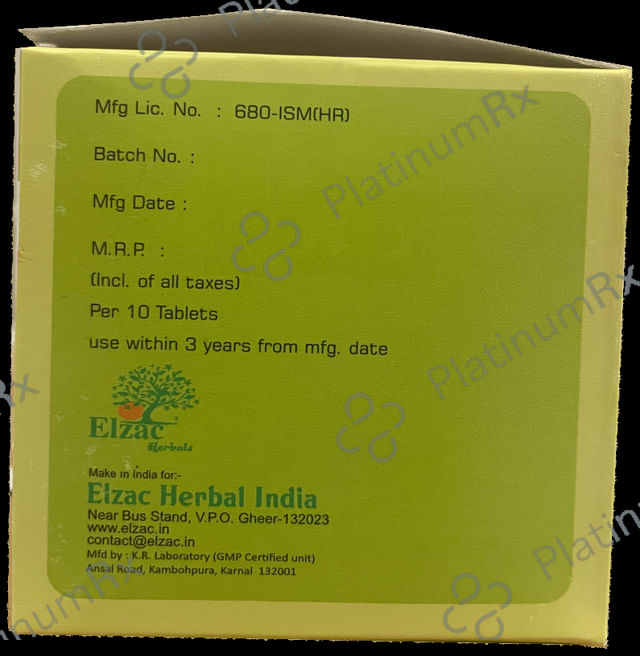 Mfg Lic. No. : 680-ISM(HR)
Batch No. :
Mfg Date :
M.R.P. :
(Incl. of all taxes)
Per 10 Tablets
use within 3 years from mfg. date
Elzac
Herbals
Make in India for:-
Elzac Herbal India
Near Bus Stand, V.P.O. Gheer-132023
www.elzac.in
contact@elzac.in
Mfd by : K.R. Laboratory (GMP Certified unit)
Ansal Road, Kambohpura, Karnal 132001
PlatinumRx
PlatinumRx
PlatinumRx
Platinum